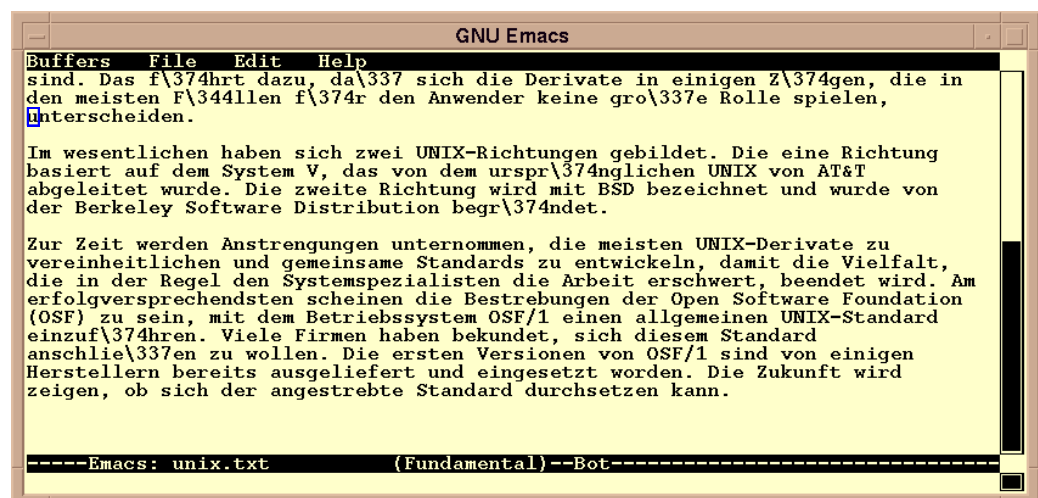 GNU Emacs
Buffers File Edit Help
sind. Das f\374hrt dazu, da\337 sich die Derivate in einigen Z\374gen, die in
den meisten F\344llen f\374r den Anwender keine gro\337e Rolle spielen,
unterscheiden.
Im wesentlichen haben sich zwei UNIX-Richtungen gebildet. Die eine Richtung
basiert auf dem System V, das von dem urspr\374nglichen UNIX von AT&T
abgeleitet wurde. Die zweite Richtung wird mit BSD bezeichnet und wurde von
der Berkeley Software Distribution begr\374ndet.
Zur Zeit werden Anstrengungen unternommen, die meisten UNIX-Derivate zu
vereinheitlichen und gemeinsame Standards zu entwickeln, damit die Vielfalt,
die in der Regel den Systemspezialisten die Arbeit erschwert, beendet wird. Am
erfolgversprechendsten scheinen die Bestrebungen der Open Software Foundation
(OSF) zu sein, mit dem Betriebssystem OSF/1 einen allgemeinen UNIX-Standard
einzuf\374hren. Viele Firmen haben bekundet, sich diesem Standard
anschlie\337en zu wollen. Die ersten Versionen von OSF/1 sind von einigen
Herstellern bereits ausgeliefert und eingesetzt worden. Die Zukunft wird
zeigen, ob sich der angestrebte Standard durchsetzen kann.
-----Emacs: unix.txt (Fundamental)--Bot--------------------------------